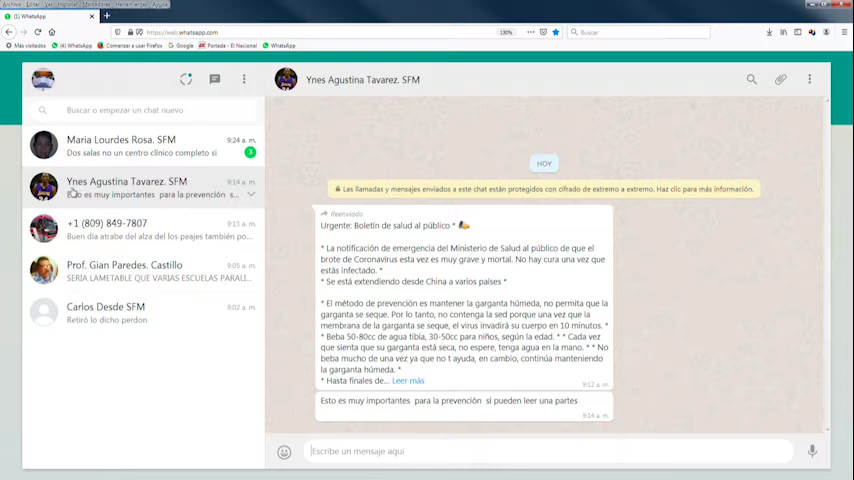 Archivo Editar Ver Historial Marcadores Herramientas Ayuda
(1) WhatsApp
https://web.whatsapp.com
130%
Buscar
Más visitados
(4) WhatsApp
Comenzar a usar Firefox
Google
Portada - El Nacional
WhatsApp
Buscar o empezar un chat nuevo
Maria Lourdes Rosa. SFM
9:24 a. m.
Dos salas no un centro clínico completo si
3
Ynes Agustina Tavarez. SFM
9:14 a. m.
Esto es muy importantes para la prevención s...
+1 (809) 849-7807
9:13 a. m.
Buen día atrabe del alza del los peajes también po...
Prof. Gian Paredes. Castillo
9:05 a. m.
SERIA LAMETABLE QUE VARIAS ESCUELAS PARALI...
Carlos Desde SFM
9:02 a. m.
Retiró lo dicho perdon
Ynes Agustina Tavarez. SFM
HOY
Las llamadas y mensajes enviados a este chat están protegidos con cifrado de extremo a extremo. Haz clic para más información.
Reenviado
Urgente: Boletín de salud al público *
* La notificación de emergencia del Ministerio de Salud al público de que el
brote de Coronavirus esta vez es muy grave y mortal. No hay cura una vez que
estás infectado. *
* Se está extendiendo desde China a varios países *
* El método de prevención es mantener la garganta húmeda, no permita que la
garganta se seque. Por lo tanto, no contenga la sed porque una vez que la
membrana de la garganta se seque, el virus invadirá su cuerpo en 10 minutos. *
* Beba 50-80cc de agua tibia, 30-50cc para niños, según la edad. * * Cada vez
que sienta que su garganta está seca, no espere, tenga agua en la mano. * * No
beba mucho de una vez ya que no t ayuda, en cambio, continúa manteniendo
la garganta húmeda. *
* Hasta finales de... Leer más
9:12 a. m.
Esto es muy importantes para la prevención si pueden leer una partes
9:14 a. m.
Escribe un mensaje aquí